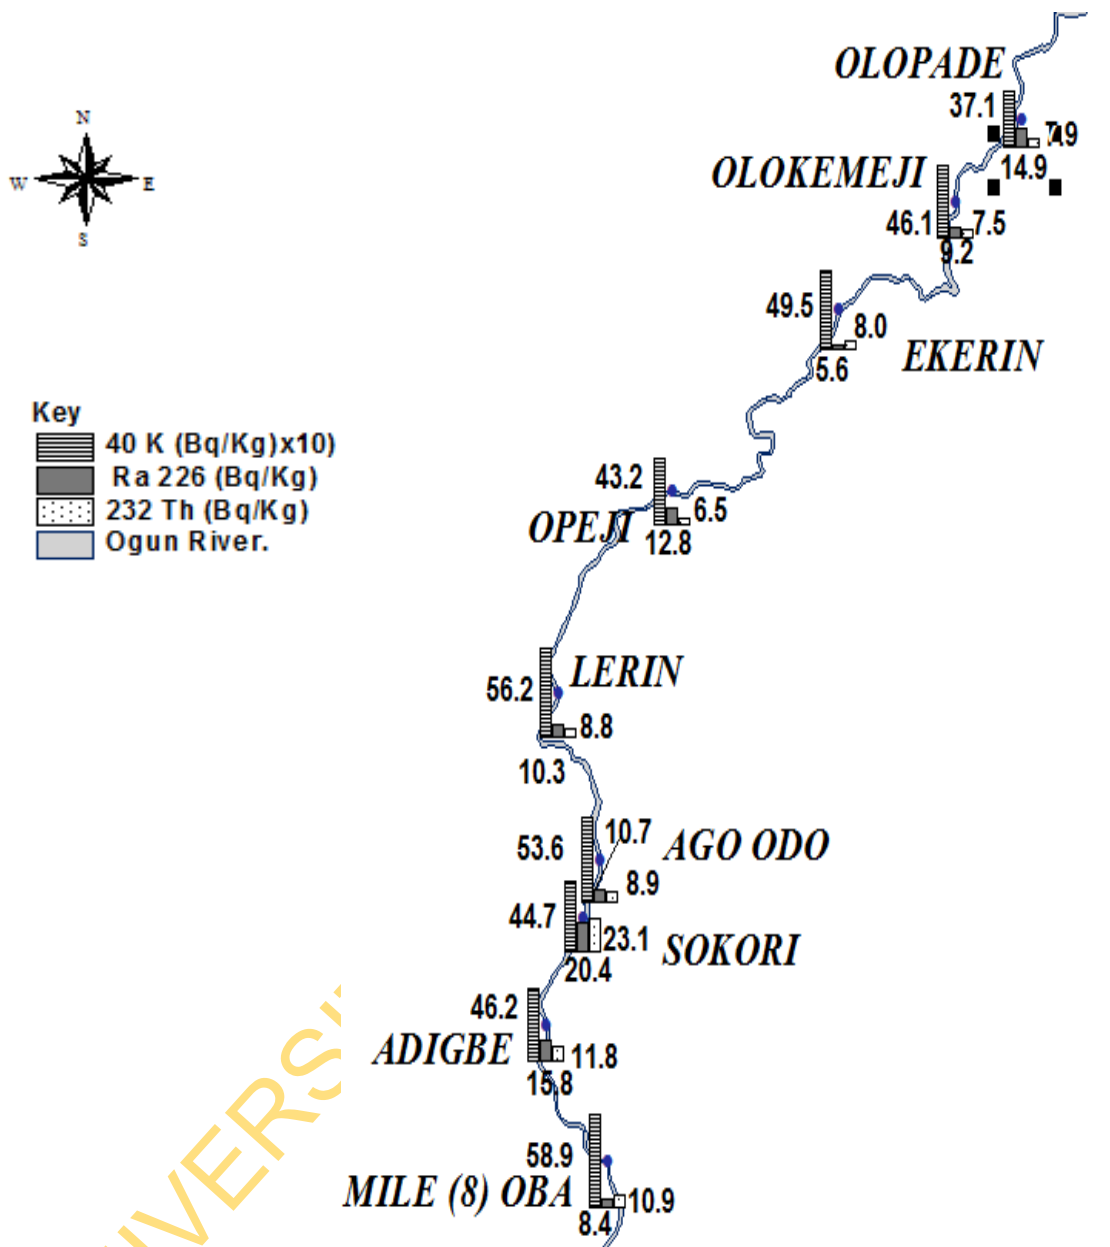 OLOPADE
37.1
7.9
14.9
N
W
E
S
OLOKEMEJI
46.1
7.5
9.2
49.5
8.0
5.6
EKERIN
Key
40 K (Bq/Kg)x10)
Ra 226 (Bq/Kg)
232 Th (Bq/Kg)
Ogun River.
43.2
6.5
OPEJI
12.8
LERIN
56.2
8.8
10.3
53.6
10.7
AGO ODO
8.9
44.7
23.1
SOKORI
20.4
46.2
ADIGBE
11.8
15.8
58.9
MILE (8) OBA
10.9
8.4
IVERSI